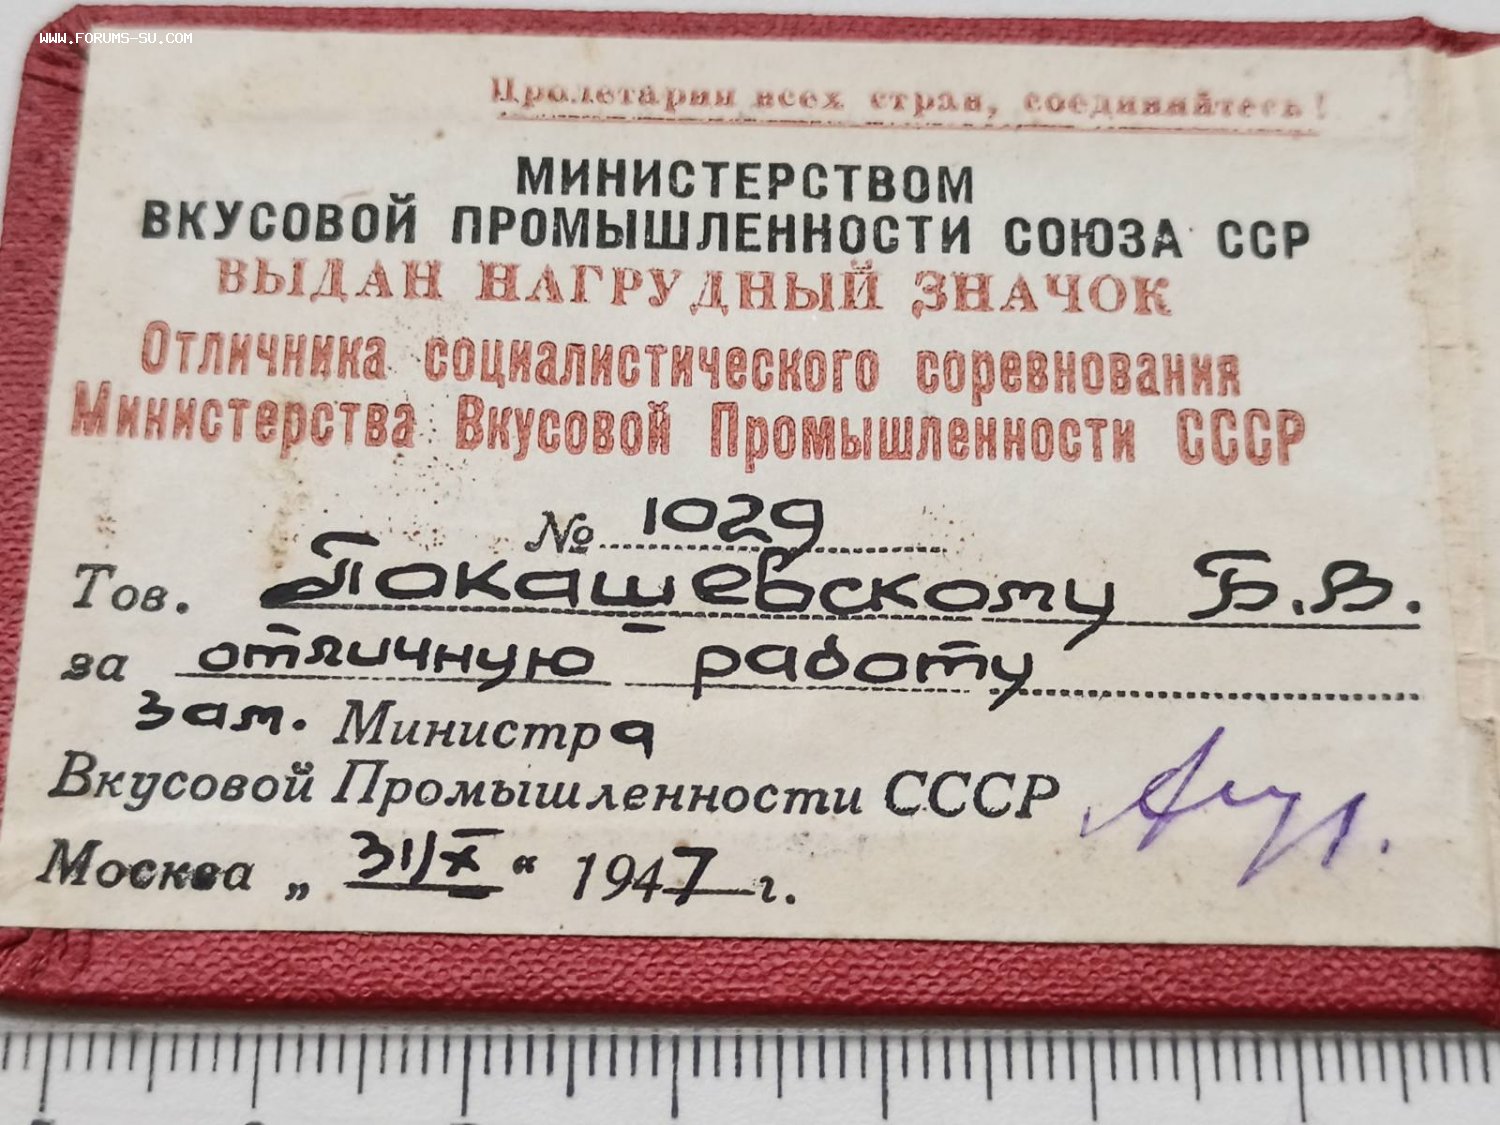 WWW.FORUMS-SU.COM
Пролетарии всех стран, соединяйтесь!
МИНИСТЕРСТВОМ
ВКУСОВОЙ ПРОМЫШЛЕННОСТИ СОЮЗА ССР
ВЫДАН НАГРУДНЫЙ ЗНАЧОК
Отличника социалистического соревнования
Министерства Вкусовой Промышленности СССР
№ 1029
Тов. Покашевскому Б.В.
за отличную работу
Зам. Министра
Вкусовой Промышленности СССР
Москва „ 31/X “ 1947 г.